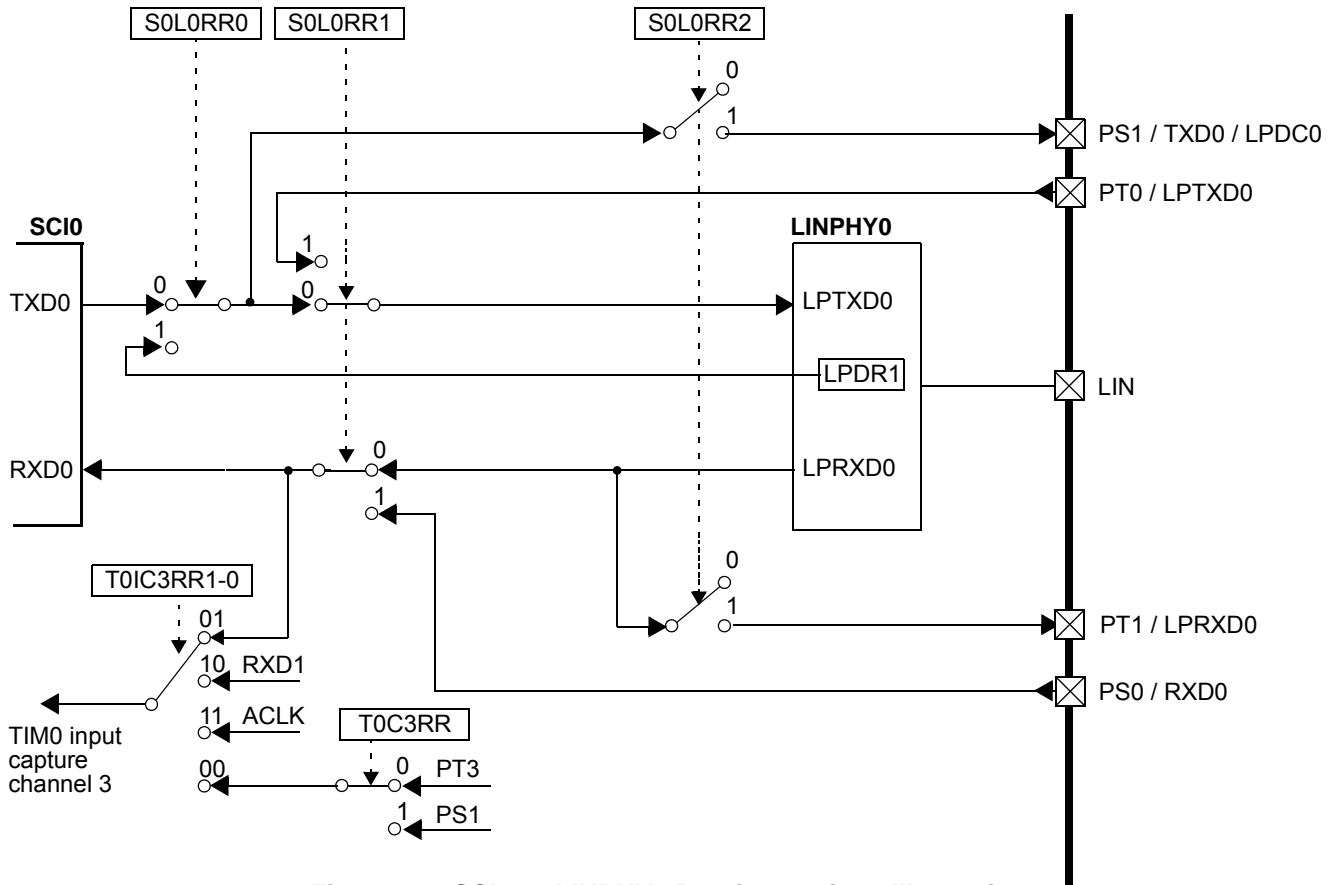 S0L0RR0 S0L0RR1 S0L0RR2
0
1
PS1 / TXD0 / LPDC0
PT0 / LPTXD0
SCI0 LINPHY0
1
TXD0 0 0 LPTXD0
1
LPDR1 LIN
RXD0 0 LPRXD0
1
T0IC3RR1-0 0
01 1 PT1 / LPRXD0
10 RXD1 PS0 / RXD0
11 ACLK T0C3RR
TIM0 input
capture
channel 3
00 0 PT3
1 PS1